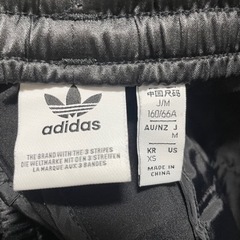 adidas
THE BRAND WITH THE 3 STRIPES
DIE WELTMARKE MIT DEN 3 STREIFEN
LA MARQUE AUX 3 BANDES
中国尺码
J/M
160/66A
AU/NZ J
M
KR XS
US
MADE IN
CHINA